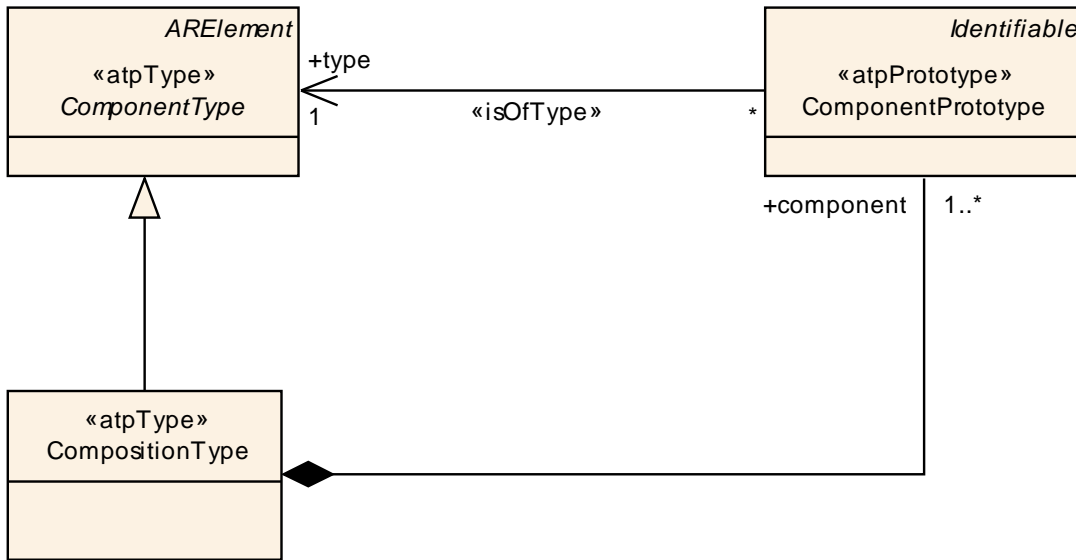 ARElement
«atpType»
ComponentType
+type
1
«isOfType»
*
Identifiable
«atpPrototype»
ComponentPrototype
+component
1..*
«atpType»
CompositionType